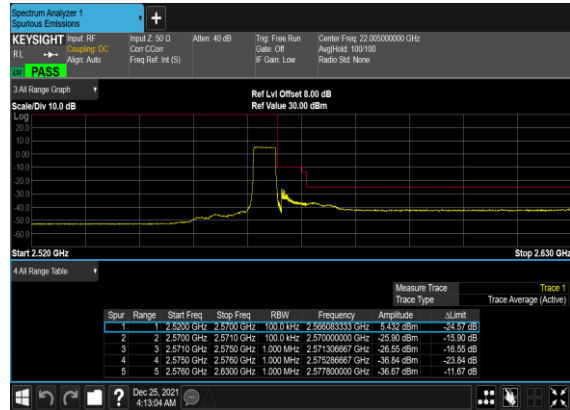 Spectrum Analyzer 1
Spurious Emissions
+
KEYSIGHT Input: RF Input Z: 50 Ω Atten: 40 dB Trig: Free Run Center Freq: 22.005000000 GHz
RL Coupling: DC Corr CCorr Gate: Off Avg|Hold: 100/100
Align: Auto Freq Ref: Int (S) IF Gain: Low Radio Std: None
PASS
3 All Range Graph
Ref Lvl Offset 8.00 dB
Scale/Div 10.0 dB Ref Value 30.00 dBm
Log
20.0
10.0
0.00
-10.0
-20.0
-30.0
-40.0
-50.0
-60.0
Start 2.520 GHz Stop 2.630 GHz
4 All Range Table
Measure Trace Trace 1
Trace Type Trace Average (Active)
Spur Range Start Freq Stop Freq RBW Frequency Amplitude ΔLimit
1 1 2.5200 GHz 2.5700 GHz 100.0 kHz 2.566083333 GHz 5.432 dBm -24.57 dB
2 2 2.5700 GHz 2.5710 GHz 100.0 kHz 2.570000000 GHz -25.90 dBm -15.90 dB
3 3 2.5710 GHz 2.5750 GHz 1.000 MHz 2.571306667 GHz -26.55 dBm -16.55 dB
4 4 2.5750 GHz 2.5760 GHz 1.000 MHz 2.575286667 GHz -36.84 dBm -23.84 dB
5 5 2.5760 GHz 2.6300 GHz 1.000 MHz 2.577800000 GHz -36.67 dBm -11.67 dB
? Dec 25, 2021
4:13:04 AM